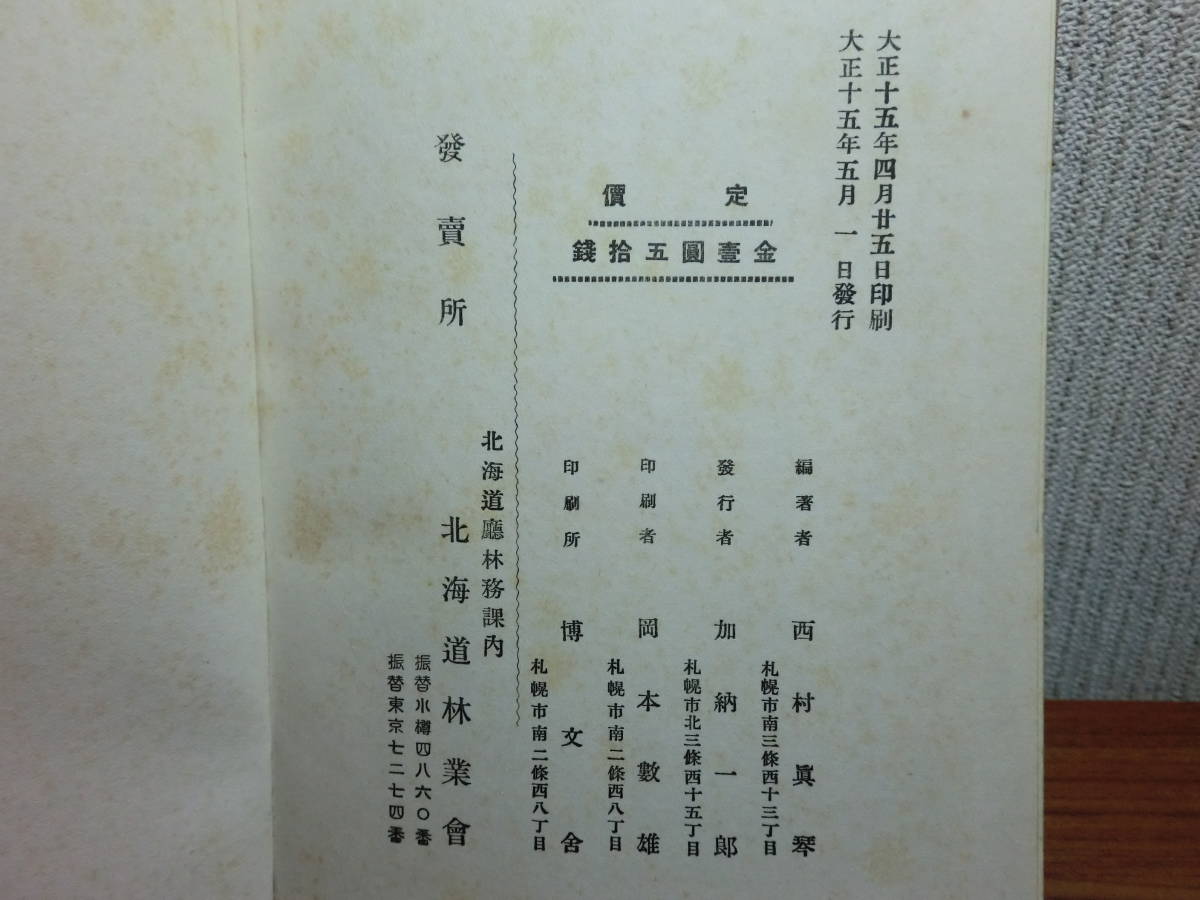 大正十五年四月廿五日印刷
大正十五年五月一日發行
定價
金壹圓五拾錢
編著者 西村眞琴
札幌市南三條西十三丁目
發行者 加納一郞
札幌市北三條西十五丁目
印刷者 岡本數雄
札幌市南二條西八丁目
印刷所 博文舍
札幌市南二條西八丁目
發賣所
北海道廳林務課內
北海道林業會
振替小樽四八六〇番
振替東京七二七四番